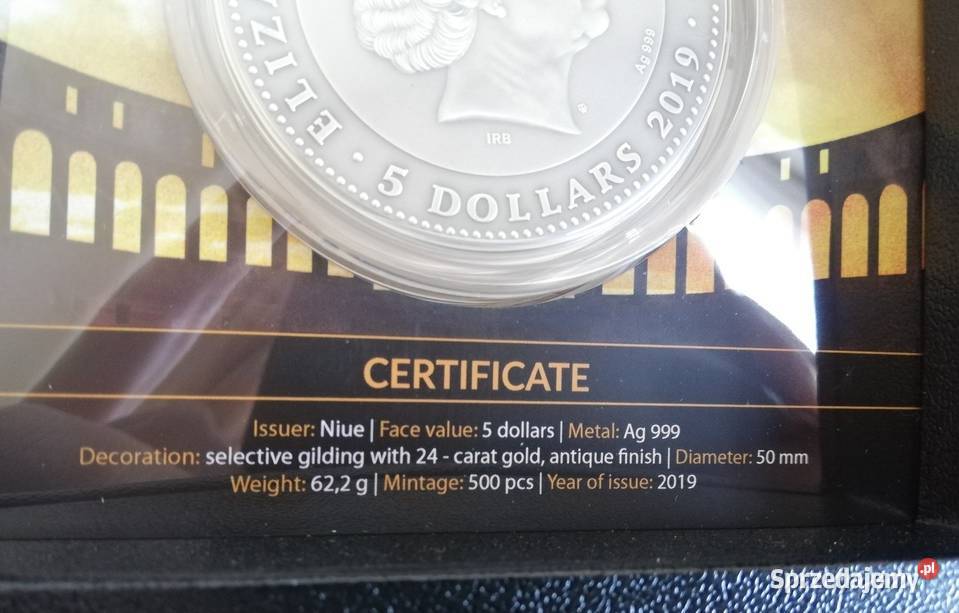 ELIZA
Ag 999
IRB
5 DOLLARS 2019
CERTIFICATE
Issuer: Niue | Face value: 5 dollars | Metal: Ag 999
Decoration: selective gilding with 24 - carat gold, antique finish | Diameter: 50 mm
Weight: 62,2 g | Mintage: 500 pcs | Year of issue: 2019
Sprzedajemy.pl